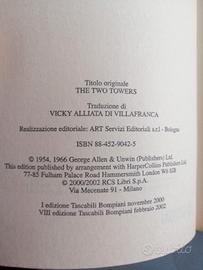 Titolo originale
THE TWO TOWERS
Traduzione di
VICKY ALLIATA DI VILLAFRANCA
Realizzazione editoriale: ART Servizi Editoriali s.r.l - Bologna
ISBN 88-452-9042-5
© 1954, 1966 George Allen & Unwin (Publishers) Ltd.
This edition published by arrangement with HarperCollins Publishers Ltd
77-85 Fulham Palace Road Hammersmith London W6 8JB
© 2000/2002 RCS Libri S.p.A.
Via Mecenate 91 - Milano
I edizione Tascabili Bompiani novembre 2000
VIII edizione Tascabili Bompiani febbraio 2002
subito